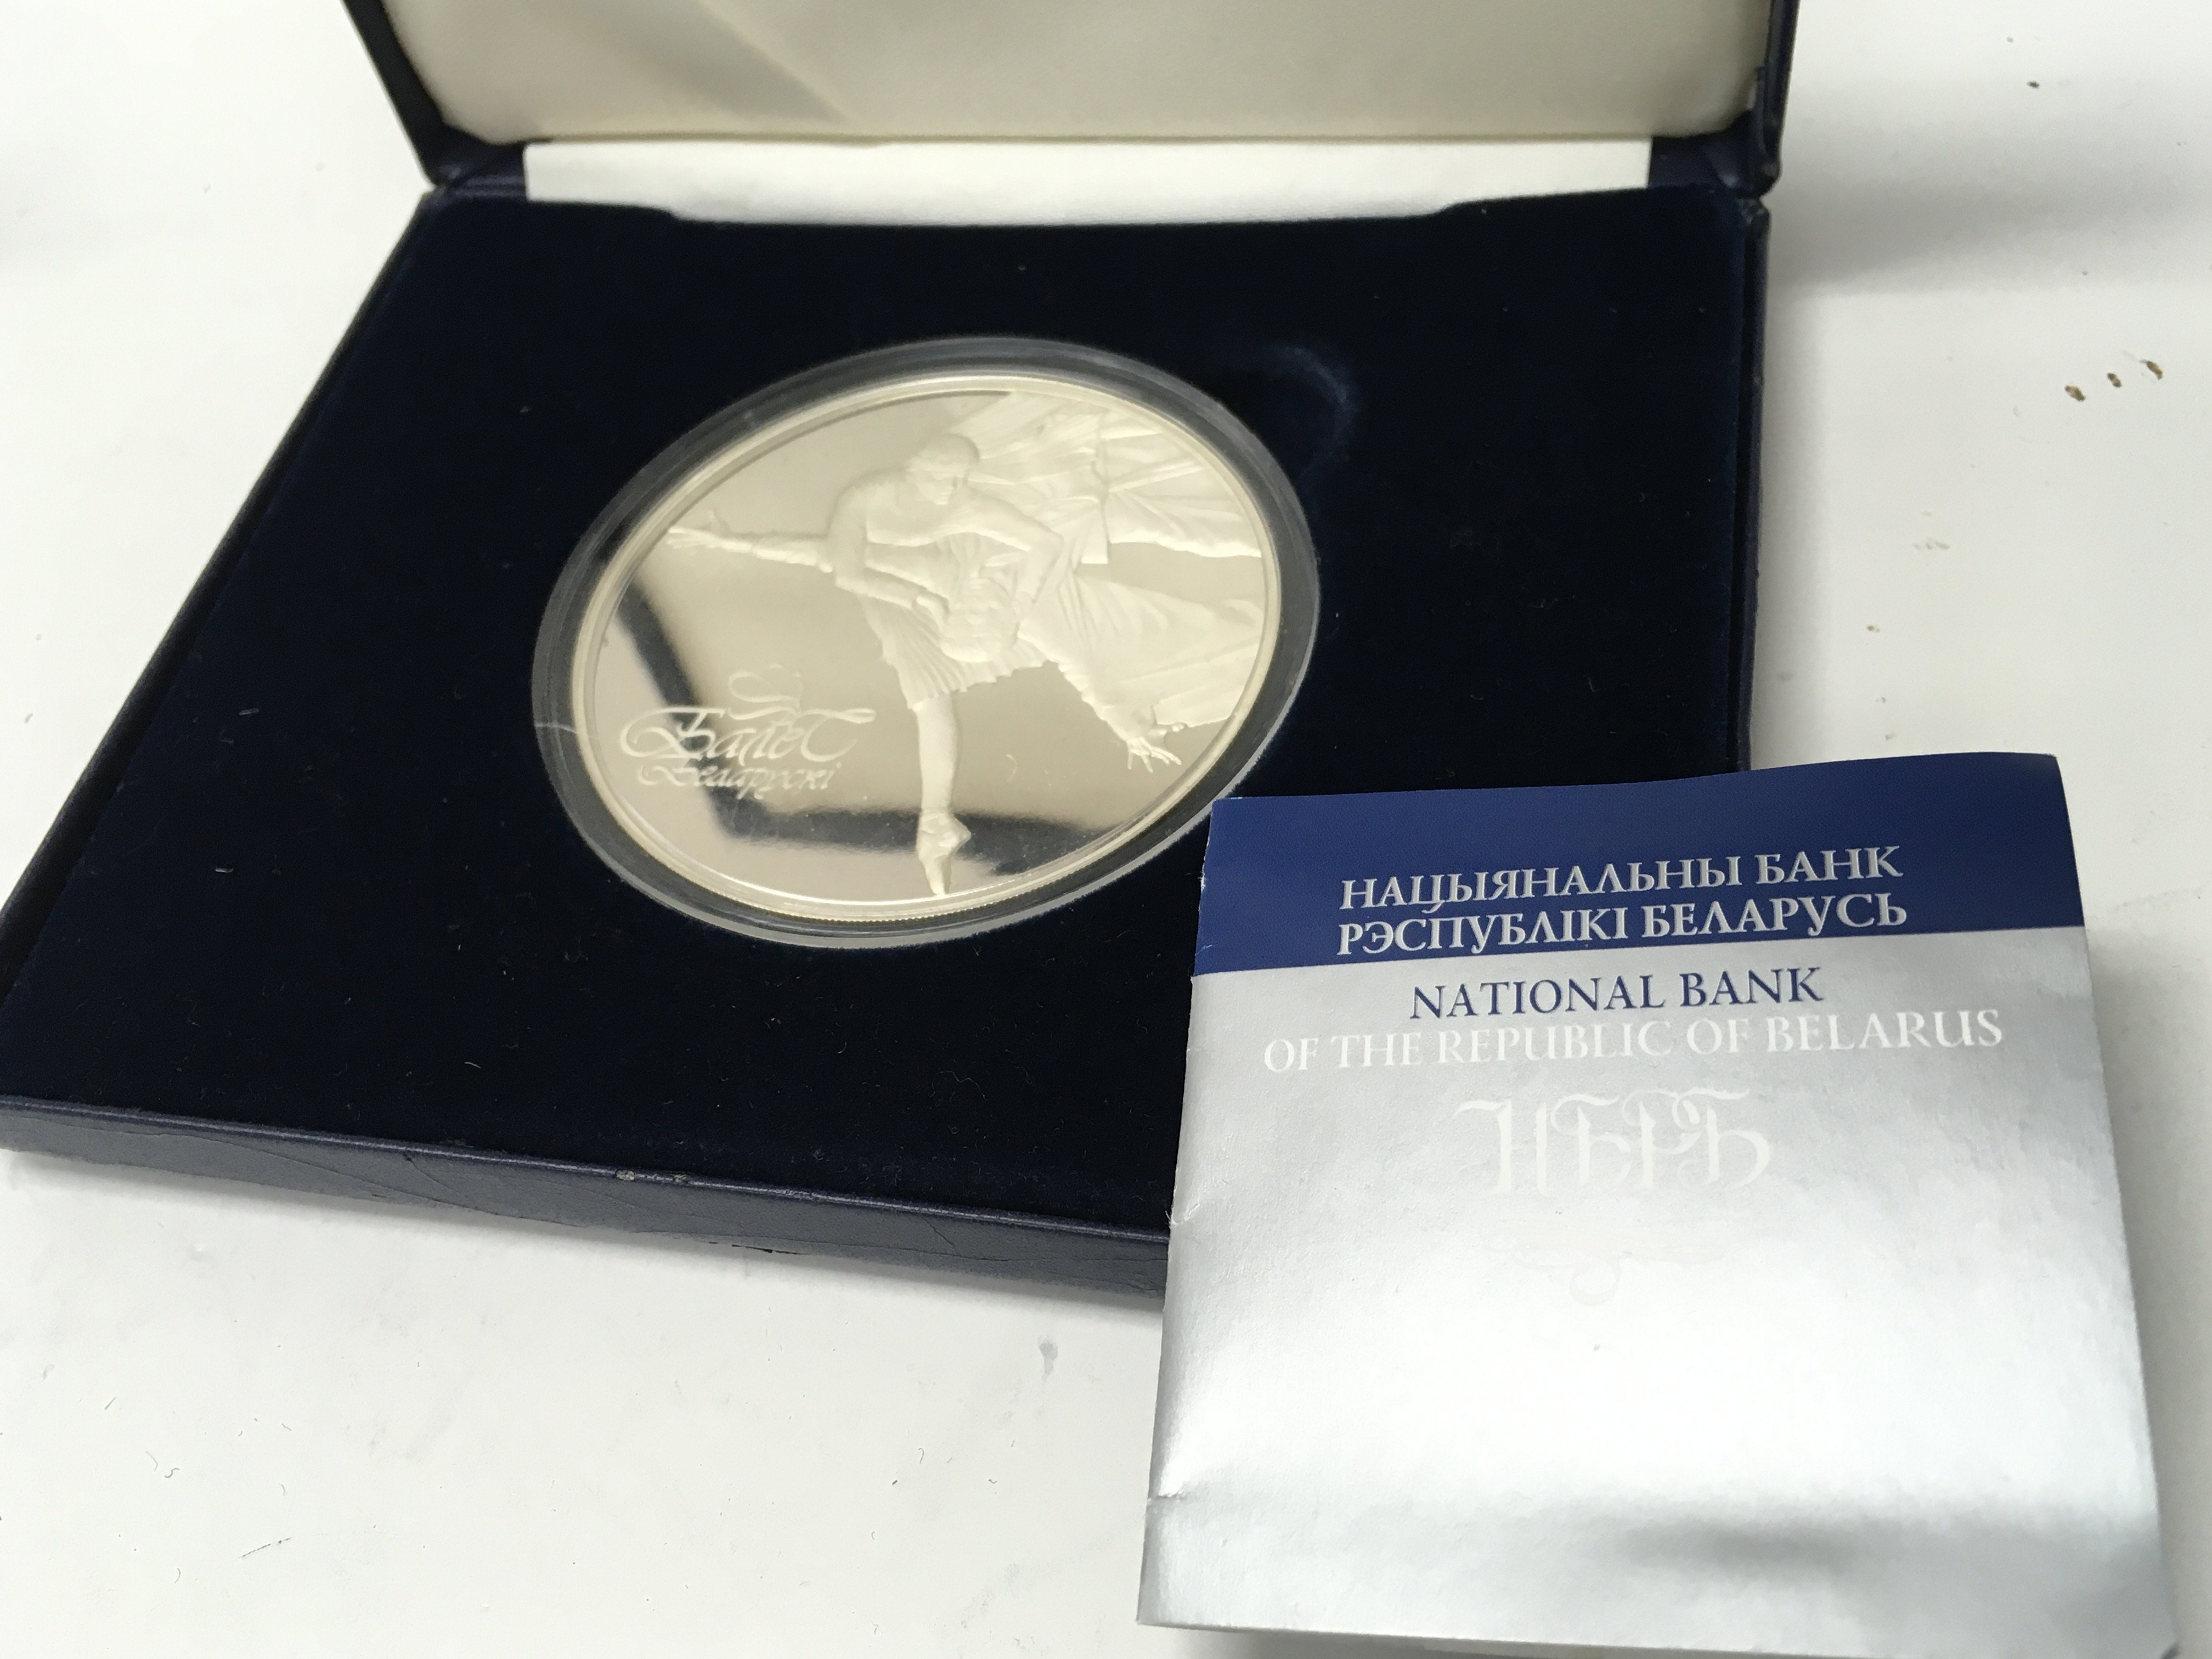 Балет
Беларускі
НАЦЫЯНАЛЬНЫ БАНК
РЭСПУБЛІКІ БЕЛАРУСЬ
NATIONAL BANK
OF THE REPUBLIC OF BELARUS
НБРБ